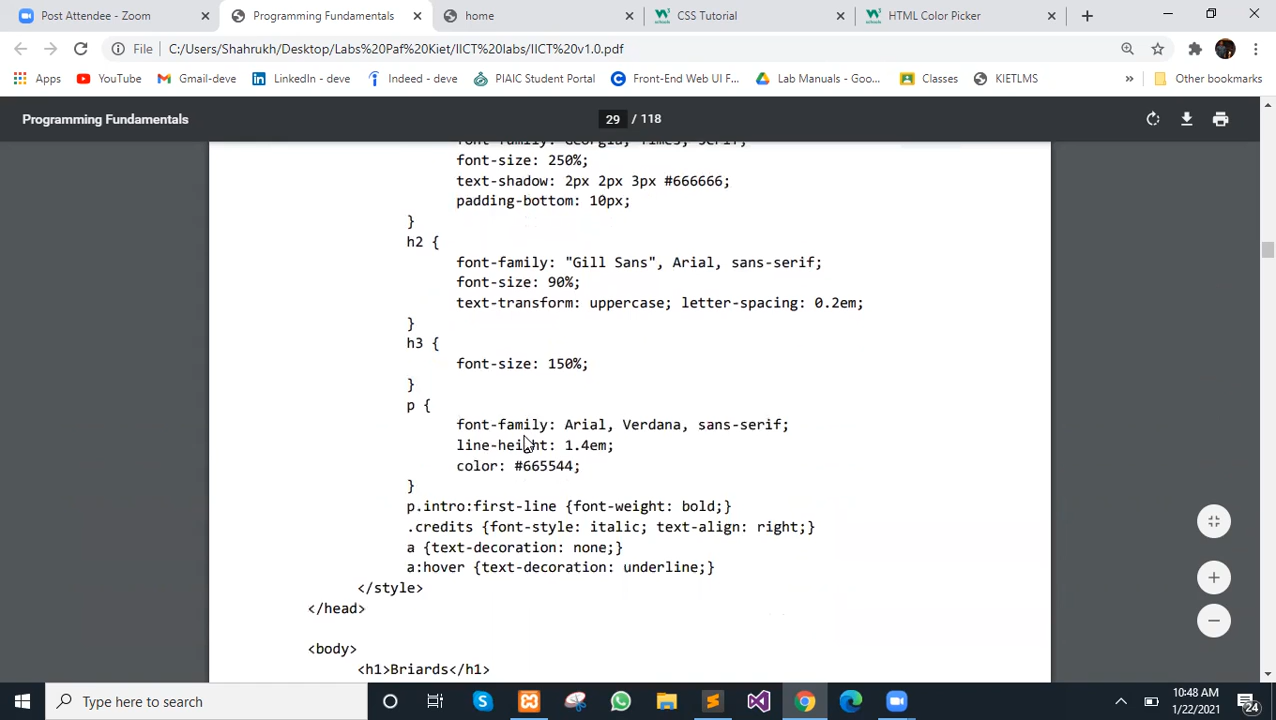 Post Attendee - Zoom
Programming Fundamentals
home
CSS Tutorial
HTML Color Picker
File
C:/Users/Shahrukh/Desktop/Labs%20Paf%20Kiet/IICT%20labs/IICT%20v1.0.pdf
Apps
YouTube
Gmail-deve
LinkedIn - deve
Indeed - deve
PIAIC Student Portal
Front-End Web UI F...
Lab Manuals - Goo...
Classes
KIETLMS
»
Other bookmarks
Programming Fundamentals
29 / 118
font-family: Georgia, Times, serif;
font-size: 250%;
text-shadow: 2px 2px 3px #666666;
padding-bottom: 10px;
}
h2 {
font-family: "Gill Sans", Arial, sans-serif;
font-size: 90%;
text-transform: uppercase; letter-spacing: 0.2em;
}
h3 {
font-size: 150%;
}
p {
font-family: Arial, Verdana, sans-serif;
line-height: 1.4em;
color: #665544;
}
p.intro:first-line {font-weight: bold;}
.credits {font-style: italic; text-align: right;}
a {text-decoration: none;}
a:hover {text-decoration: underline;}
</style>
</head>
<body>
<h1>Briards</h1>
Type here to search
10:48 AM
1/22/2021
24